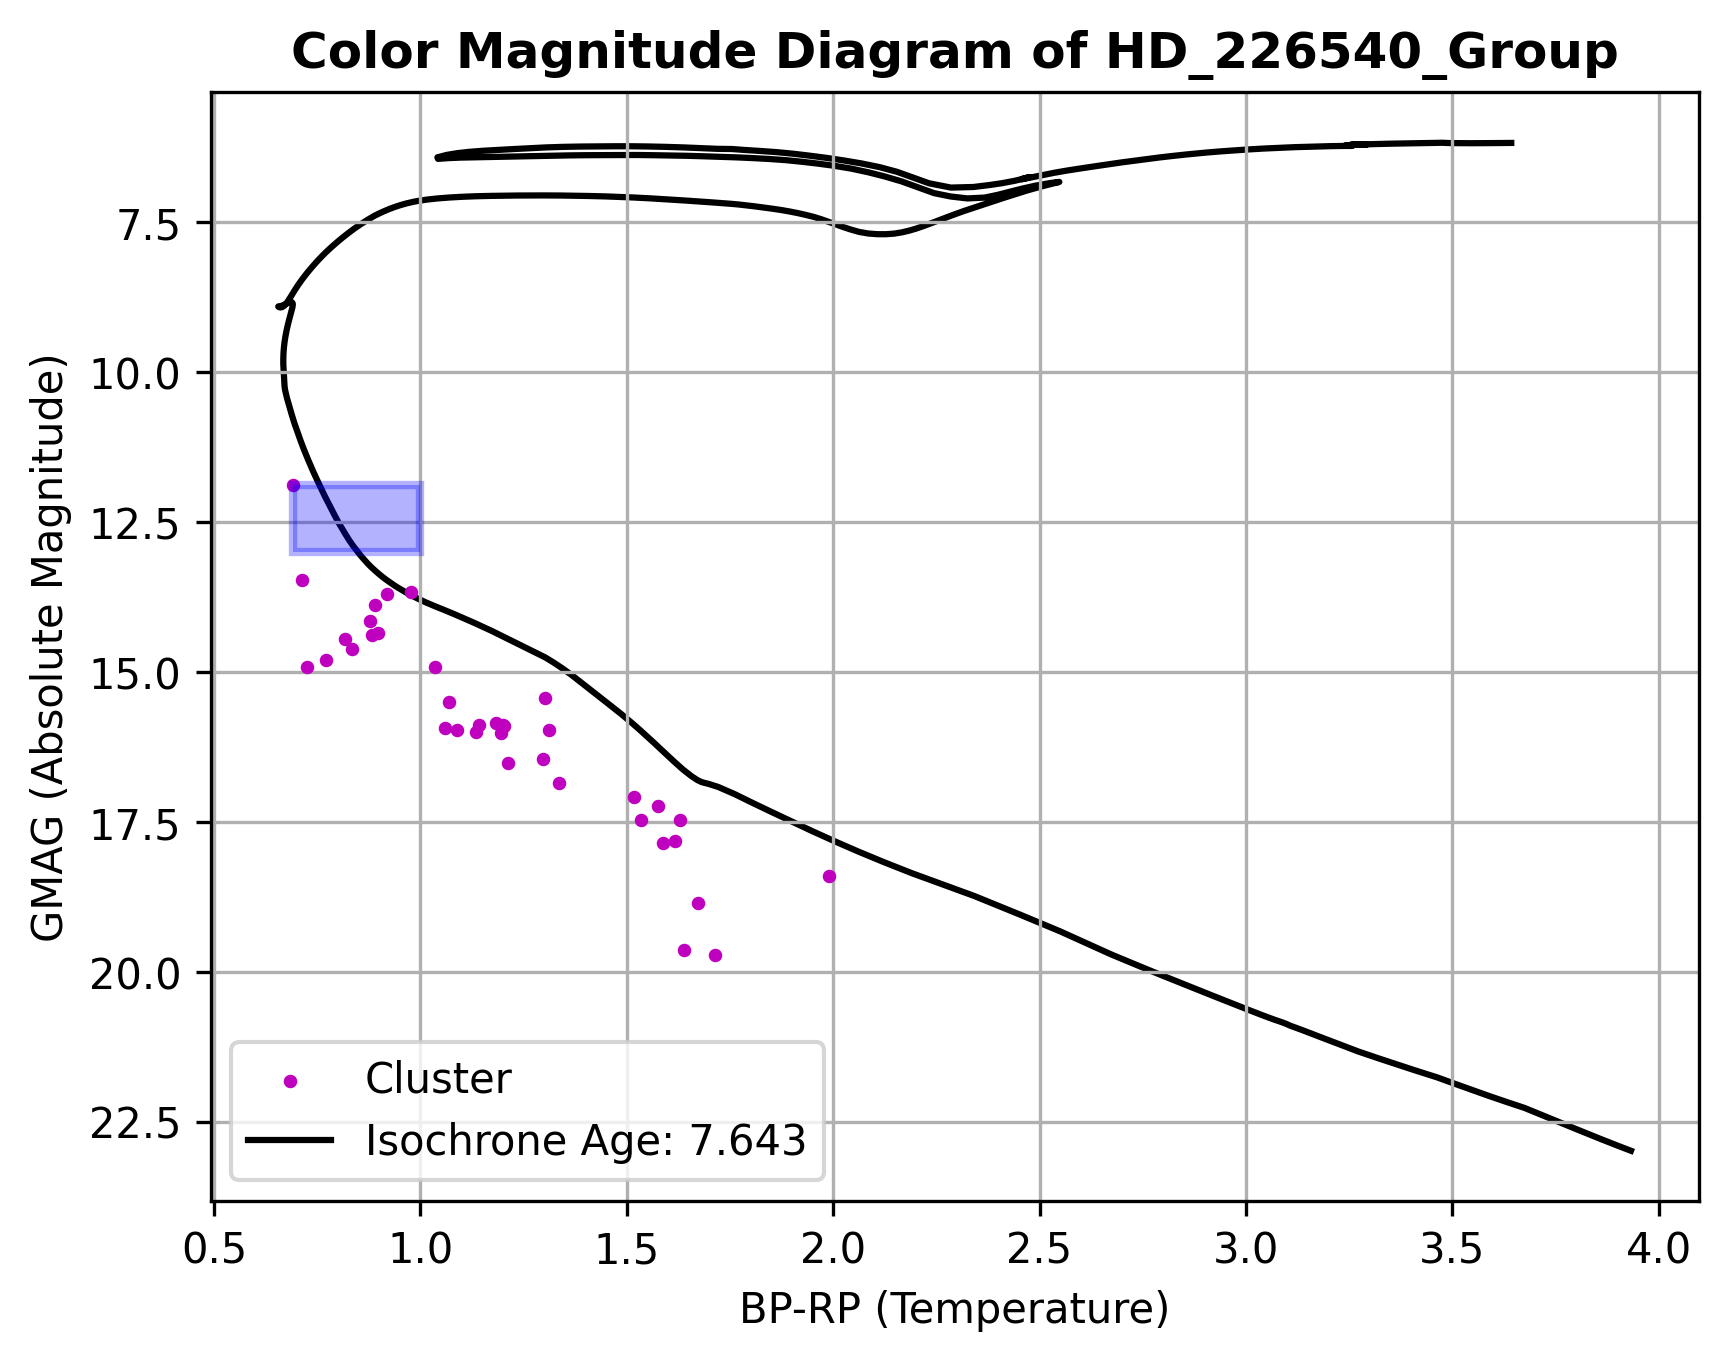 Color Magnitude Diagram of HD_226540_Group
GMAG (Absolute Magnitude)
7.5
10.0
12.5
15.0
17.5
20.0
22.5
Cluster
Isochrone Age: 7.643
0.5 1.0 1.5 2.0 2.5 3.0 3.5 4.0
BP-RP (Temperature)